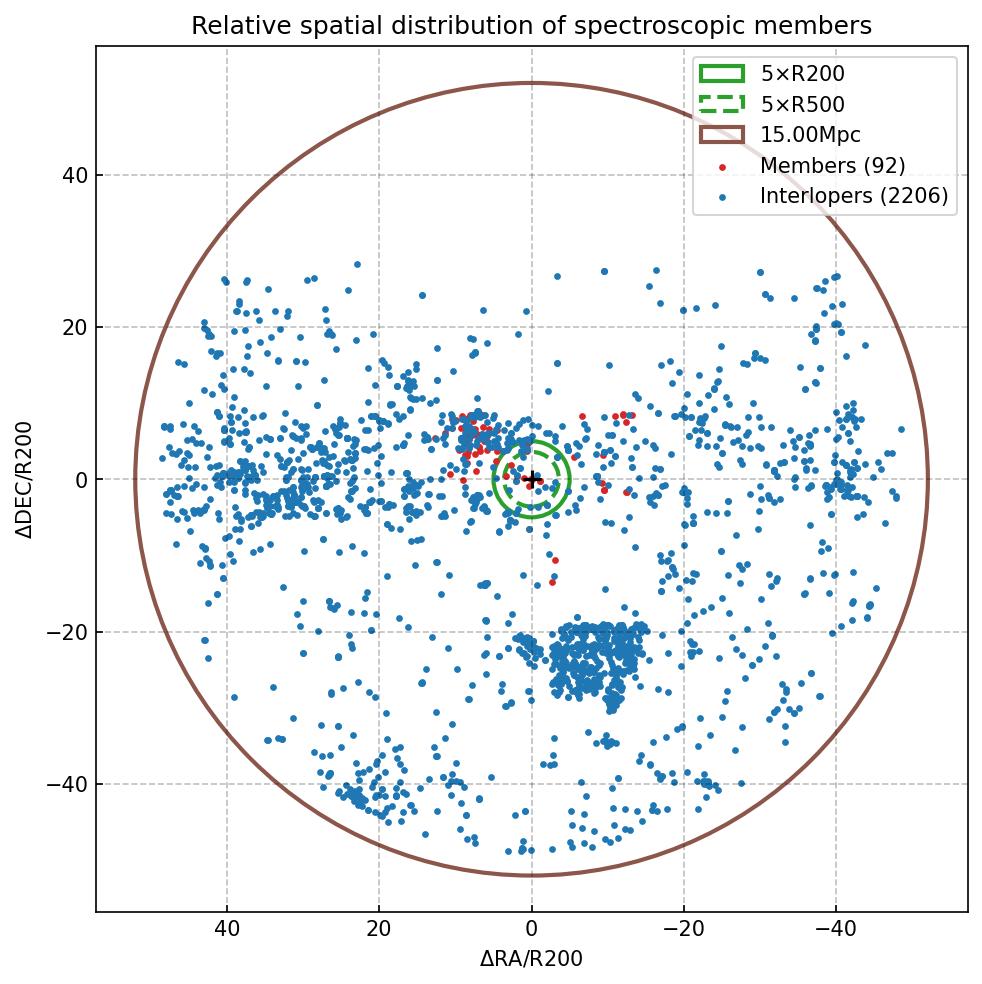 Relative spatial distribution of spectroscopic members
5×R200
5×R500
15.00Mpc
Members (92)
Interlopers (2206)
40
20
0
−20
−40
ΔDEC/R200
40
20
0
−20
−40
ΔRA/R200